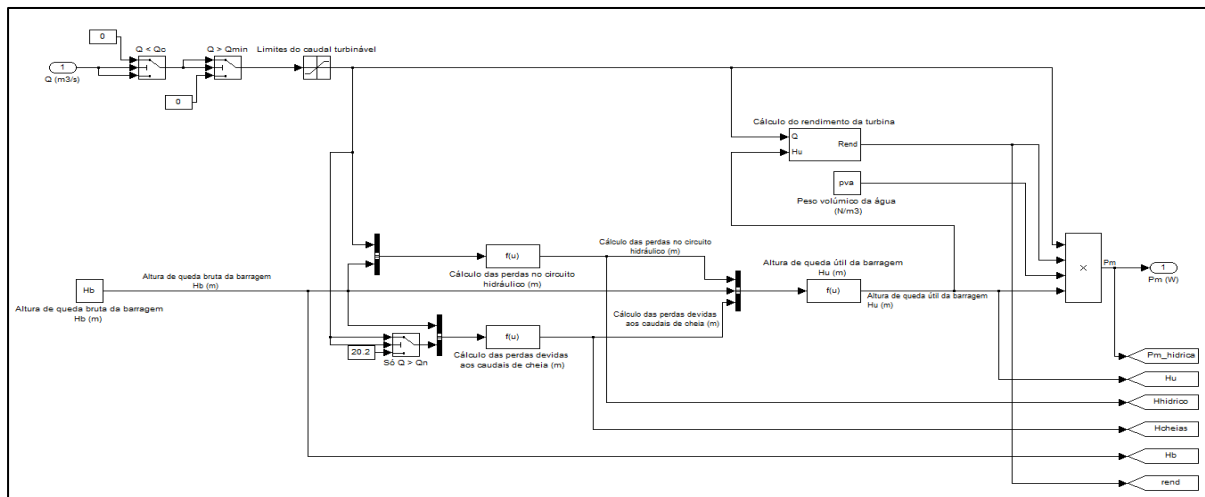 0
Q < Qc
Q > Qmin
Limites do caudal turbinável
1
Q (m3/s)
0
Cálculo do rendimento da turbina
Q
Hu
Rend
pva
Peso volúmico da água
(N/m3)
Altura de queda bruta da barragem
Hb (m)
Hb
Altura de queda bruta da barragem
Hb (m)
f(u)
Cálculo das perdas no circuito
hidráulico (m)
Cálculo das perdas no circuito
hidráulico (m)
Altura de queda útil da barragem
Hu (m)
f(u)
Altura de queda útil da barragem
Hu (m)
Cálculo das perdas devidas
aos caudais de cheia (m)
20.2
Só Q > Qn
f(u)
Cálculo das perdas devidas
aos caudais de cheia (m)
×
Pm
1
Pm (W)
Pm_hidrica
Hu
Hhidrico
Hcheias
Hb
rend